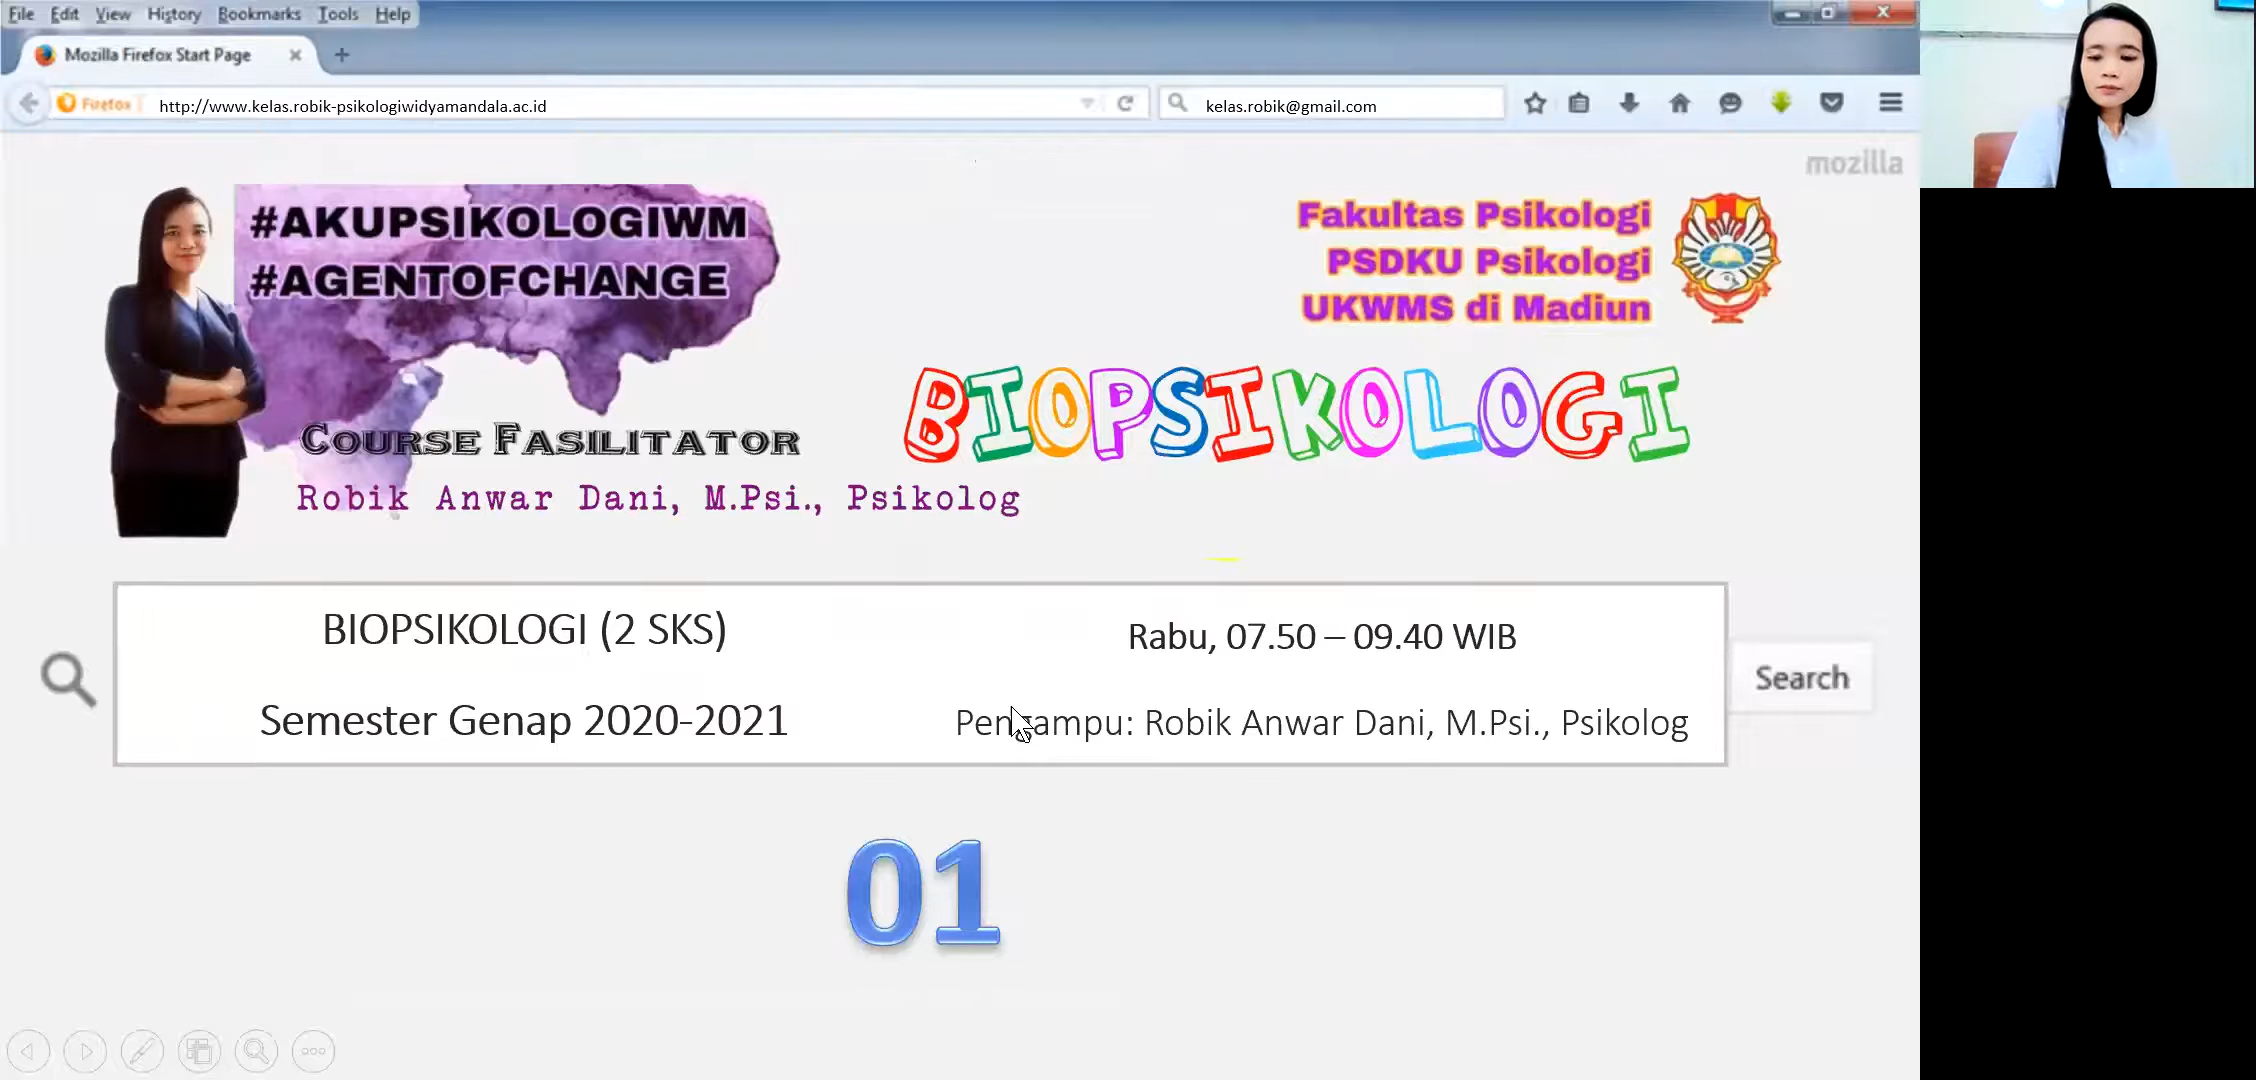 File Edit View History Bookmarks Tools Help
Mozilla Firefox Start Page
Firefox http://www.kelas.robik-psikologiwidyamandala.ac.id
kelas.robik@gmail.com
mozilla
#AKUPSIKOLOGIWM
#AGENTOFCHANGE
Fakultas Psikologi
PSDKU Psikologi
UKWMS di Madiun
BIOPSIKOLOGI
COURSE FASILITATOR
Robik Anwar Dani, M.Psi., Psikolog
BIOPSIKOLOGI (2 SKS)
Rabu, 07.50 – 09.40 WIB
Semester Genap 2020-2021
Pengampu: Robik Anwar Dani, M.Psi., Psikolog
Search
01